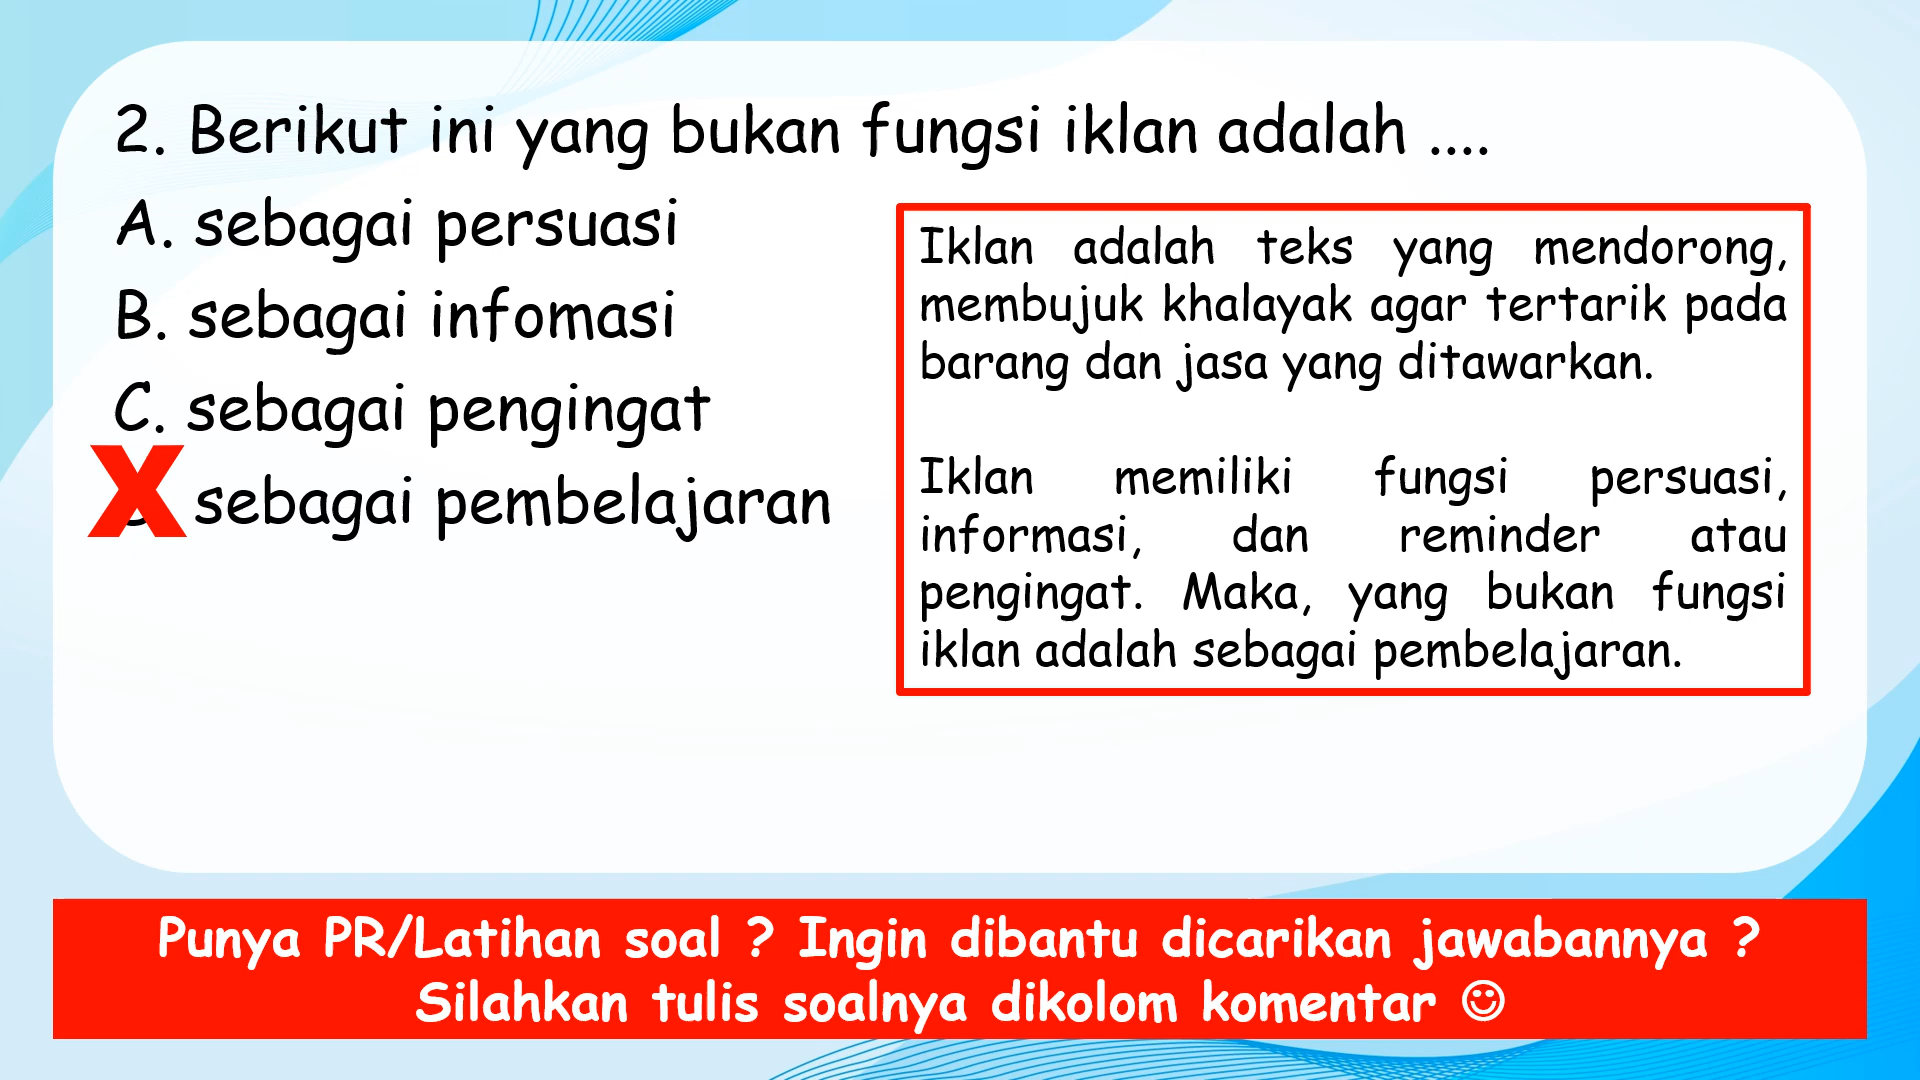 2. Berikut ini yang bukan fungsi iklan adalah ....
A. sebagai persuasi
B. sebagai infomasi
C. sebagai pengingat
X sebagai pembelajaran
Iklan adalah teks yang mendorong,
membujuk khalayak agar tertarik pada
barang dan jasa yang ditawarkan.
Iklan memiliki fungsi persuasi,
informasi, dan reminder atau
pengingat. Maka, yang bukan fungsi
iklan adalah sebagai pembelajaran.
Punya PR/Latihan soal ? Ingin dibantu dicarikan jawabannya ?
Silahkan tulis soalnya dikolom komentar ☺